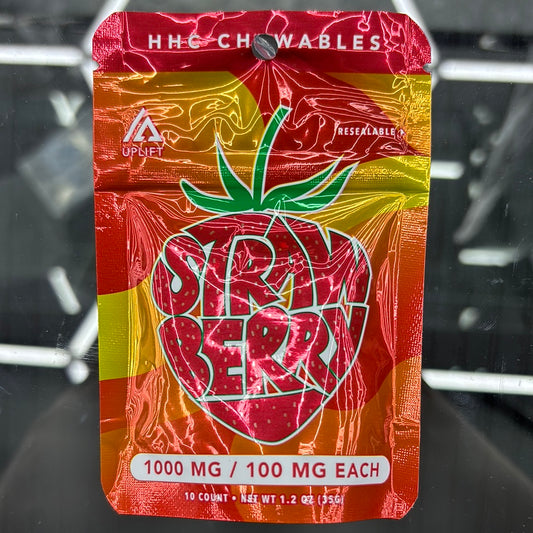 HHC CHEWABLES
UPLIFT
RESEALABLE
STRAW
BERRY
1000 MG / 100 MG EACH
10 COUNT • NET WT 1.2 OZ (35G)